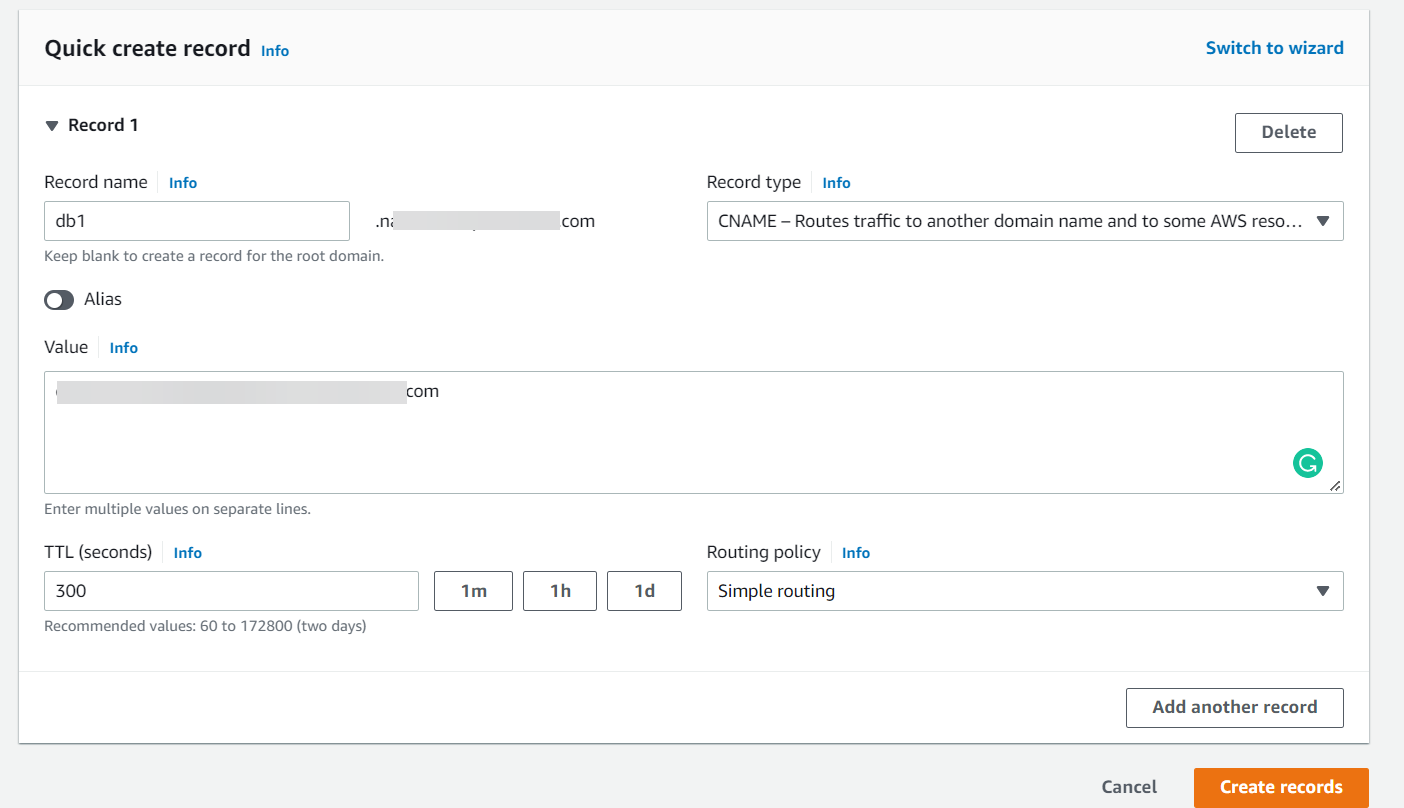 Quick create record Info Switch to wizard
Record 1
Delete
Record name Info
Record type Info
db1 .na com
CNAME – Routes traffic to another domain name and to some AWS reso...
Keep blank to create a record for the root domain.
Alias
Value Info
com
Enter multiple values on separate lines.
TTL (seconds) Info
Routing policy Info
300 1m 1h 1d
Simple routing
Recommended values: 60 to 172800 (two days)
Add another record
Cancel Create records